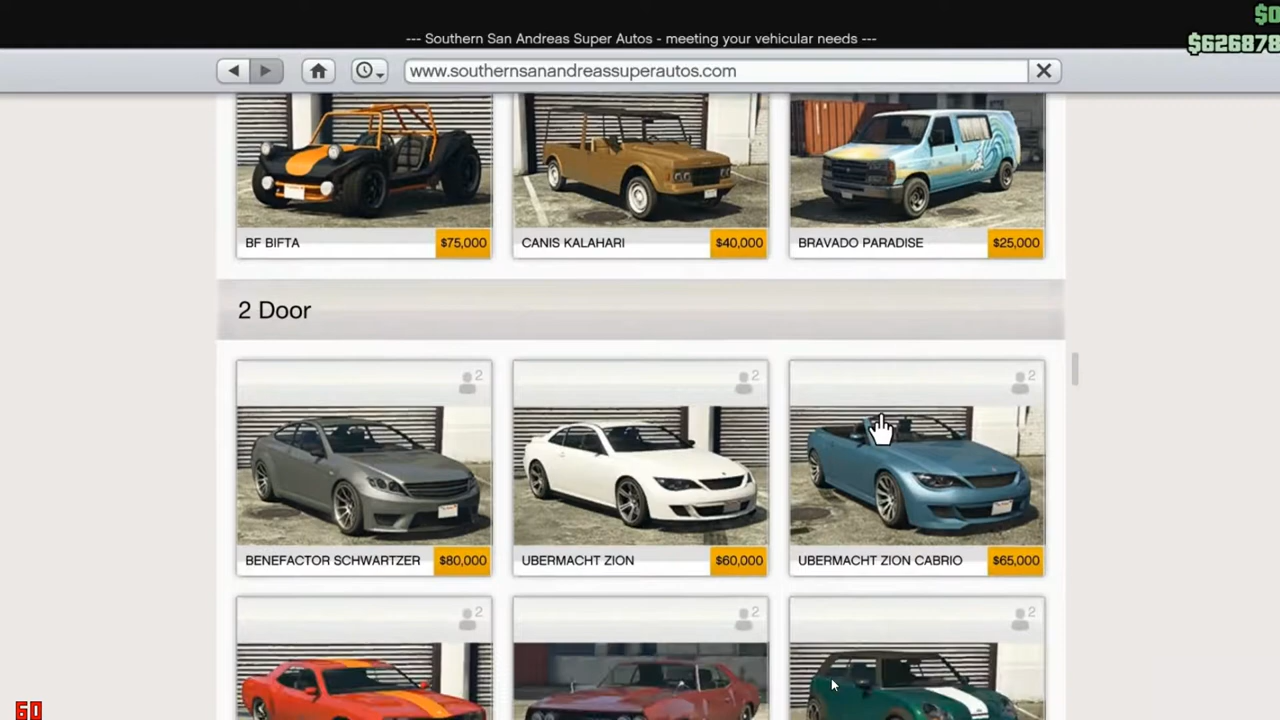 $0
--- Southern San Andreas Super Autos - meeting your vehicular needs ---
$626878
www.southernsanandreassuperautos.com
BF BIFTA $75,000
CANIS KALAHARI $40,000
BRAVADO PARADISE $25,000
2 Door
2
2
2
BENEFACTOR SCHWARTZER $80,000
UBERMACHT ZION $60,000
UBERMACHT ZION CABRIO $65,000
2
2
2
60